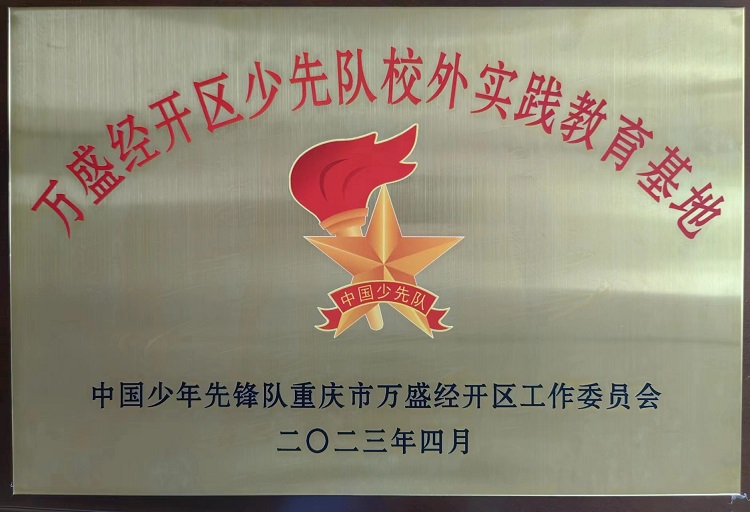 万盛经开区少先队校外实践教育基地
中国少先队
中国少年先锋队重庆市万盛经开区工作委员会
二〇二三年四月